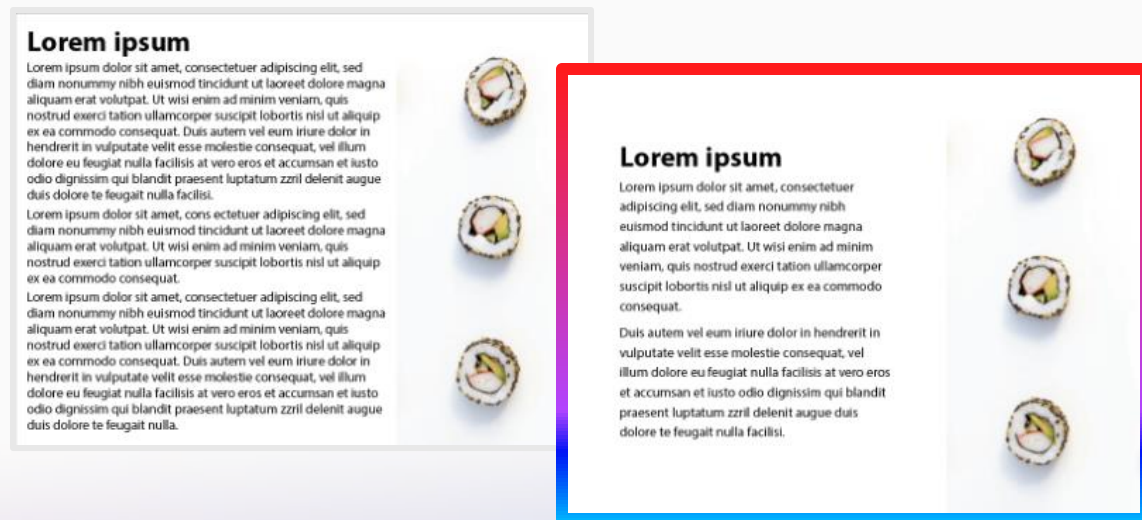 Lorem ipsum
Lorem ipsum dolor sit amet, consectetuer adipiscing elit, sed
diam nonummy nibh euismod tincidunt ut laoreet dolore magna
aliquam erat volutpat. Ut wisi enim ad minim veniam, quis
nostrud exerci tation ullamcorper suscipit lobortis nisl ut aliquip
ex ea commodo consequat. Duis autem vel eum iriure dolor in
hendrerit in vulputate velit esse molestie consequat, vel illum
dolore eu feugiat nulla facilisis at vero eros et accumsan et iusto
odio dignissim qui blandit praesent luptatum zzril delenit augue
duis dolore te feugait nulla facilisi.
Lorem ipsum dolor sit amet, cons ectetuer adipiscing elit, sed
diam nonummy nibh euismod tincidunt ut laoreet dolore magna
aliquam erat volutpat. Ut wisi enim ad minim veniam, quis
nostrud exerci tation ullamcorper suscipit lobortis nisl ut aliquip
ex ea commodo consequat.
Lorem ipsum dolor sit amet, consectetuer adipiscing elit, sed
diam nonummy nibh euismod tincidunt ut laoreet dolore magna
aliquam erat volutpat. Ut wisi enim ad minim veniam, quis
nostrud exerci tation ullamcorper suscipit lobortis nisl ut aliquip
ex ea commodo consequat. Duis autem vel eum iriure dolor in
hendrerit in vulputate velit esse molestie consequat, vel illum
dolore eu feugiat nulla facilisis at vero eros et accumsan et iusto
odio dignissim qui blandit praesent luptatum zzril delenit augue
duis dolore te feugait nulla.
Lorem ipsum
Lorem ipsum dolor sit amet, consectetuer
adipiscing elit, sed diam nonummy nibh
euismod tincidunt ut laoreet dolore magna
aliquam erat volutpat. Ut wisi enim ad minim
veniam, quis nostrud exerci tation ullamcorper
suscipit lobortis nisl ut aliquip ex ea commodo
consequat.
Duis autem vel eum iriure dolor in hendrerit in
vulputate velit esse molestie consequat, vel
illum dolore eu feugiat nulla facilisis at vero eros
et accumsan et iusto odio dignissim qui blandit
praesent luptatum zzril delenit augue duis
dolore te feugait nulla facilisi.